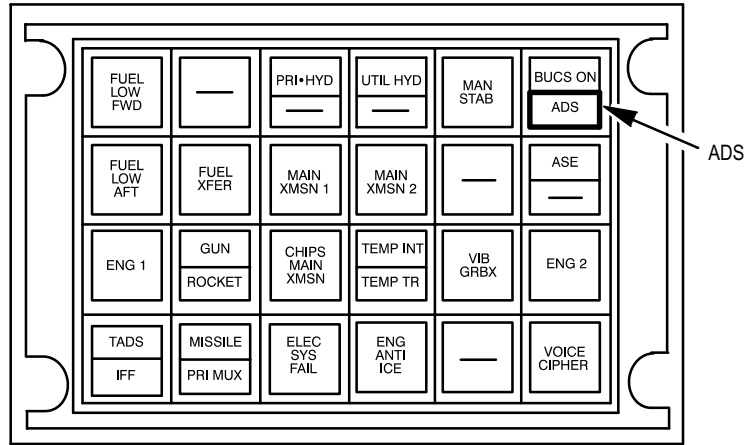 FUEL
LOW
FWD
—
PRI•HYD
—
UTIL HYD
—
MAN
STAB
BUCS ON
ADS
ADS
FUEL
LOW
AFT
FUEL
XFER
MAIN
XMSN 1
MAIN
XMSN 2
—
ASE
—
ENG 1
GUN
ROCKET
CHIPS
MAIN
XMSN
TEMP INT
TEMP TR
VIB
GRBX
ENG 2
TADS
IFF
MISSILE
PRI MUX
ELEC
SYS
FAIL
ENG
ANTI
ICE
—
VOICE
CIPHER